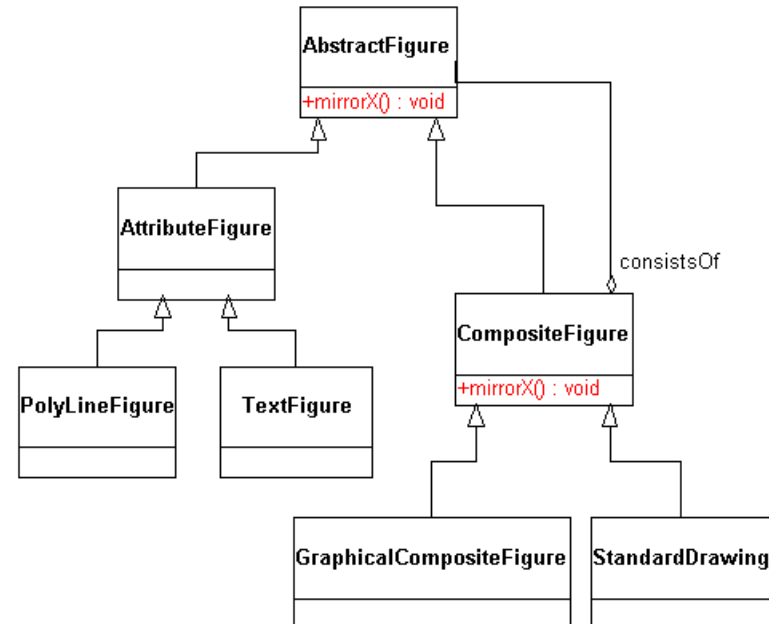 AbstractFigure
+mirrorX() : void
AttributeFigure
consistsOf
CompositeFigure
+mirrorX() : void
PolyLineFigure
TextFigure
GraphicalCompositeFigure
StandardDrawing